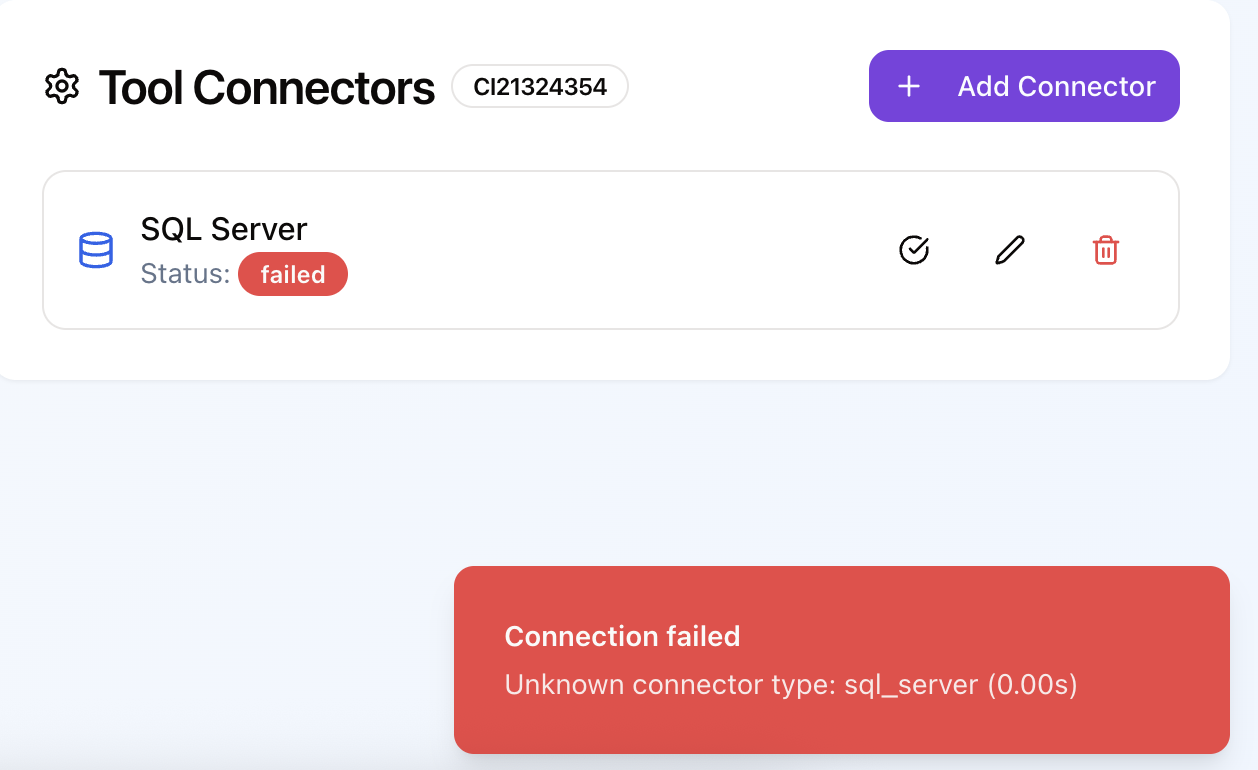 Tool Connectors CI21324354 + Add Connector
SQL Server
Status: failed
Connection failed
Unknown connector type: sql_server (0.00s)